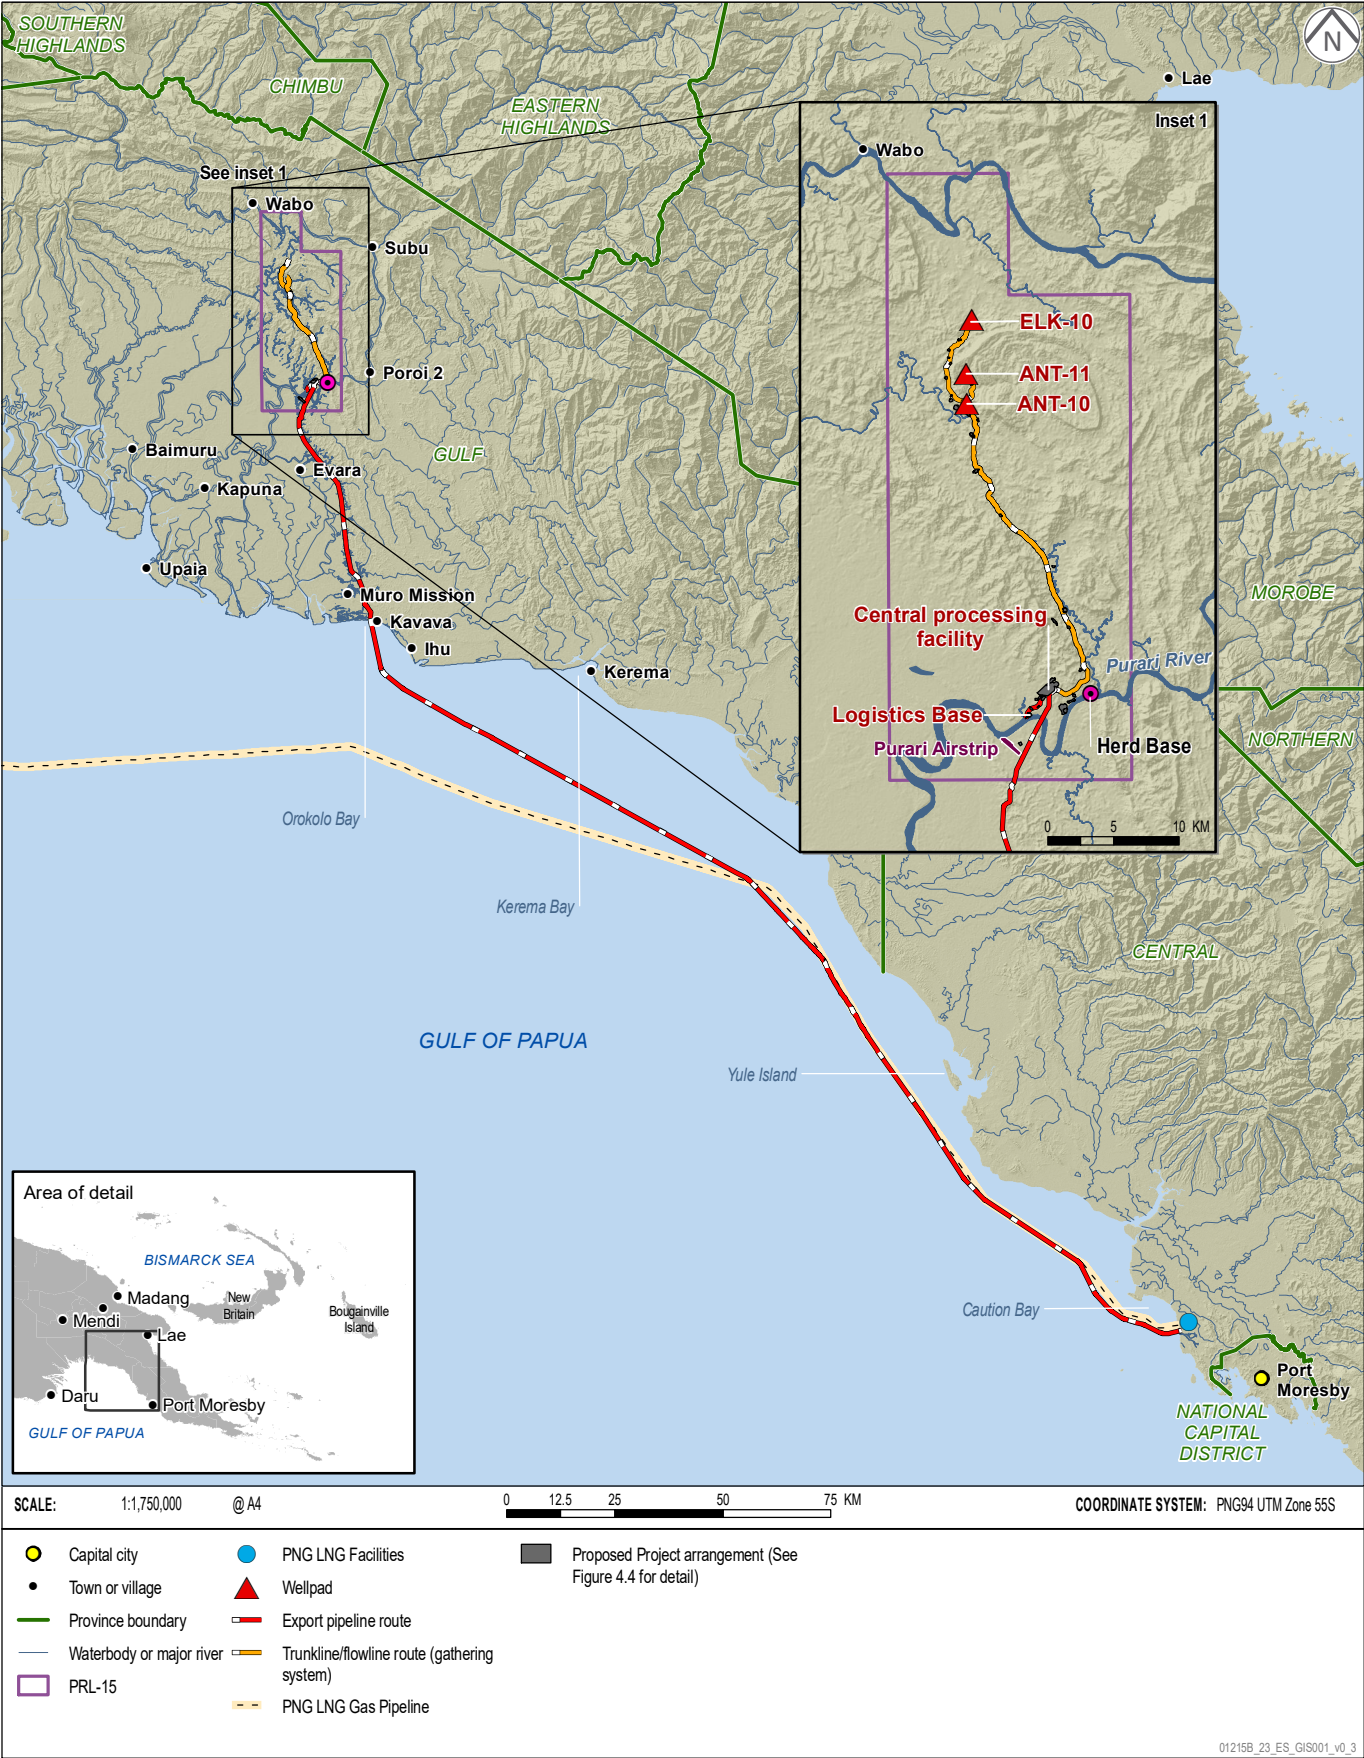 SOUTHERN
HIGHLANDS
CHIMBU
EASTERN
HIGHLANDS
N
Lae
Inset 1
See inset 1
Wabo
Subu
Poroi 2
Baimuru
Kapuna
Evara
GULF
Upaia
Muro Mission
Kavava
Ihu
Kerema
Wabo
ELK-10
ANT-11
ANT-10
Central processing
facility
Purari River
Logistics Base
Purari Airstrip
Herd Base
0 5 10 KM
MOROBE
NORTHERN
Orokolo Bay
Kerema Bay
CENTRAL
GULF OF PAPUA
Yule Island
Caution Bay
Port
Moresby
NATIONAL
CAPITAL
DISTRICT
Area of detail
BISMARCK SEA
Madang
New
Britain
Bougainville
Island
Mendi
Lae
Daru
Port Moresby
GULF OF PAPUA
SCALE: 1:1,750,000 @ A4
0 12.5 25 50 75 KM
COORDINATE SYSTEM: PNG94 UTM Zone 55S
Capital city
Town or village
Province boundary
Waterbody or major river
PRL-15
PNG LNG Facilities
Wellpad
Export pipeline route
Trunkline/flowline route (gathering
system)
PNG LNG Gas Pipeline
Proposed Project arrangement (See
Figure 4.4 for detail)
01215B_23_ES_GIS001_v0_3